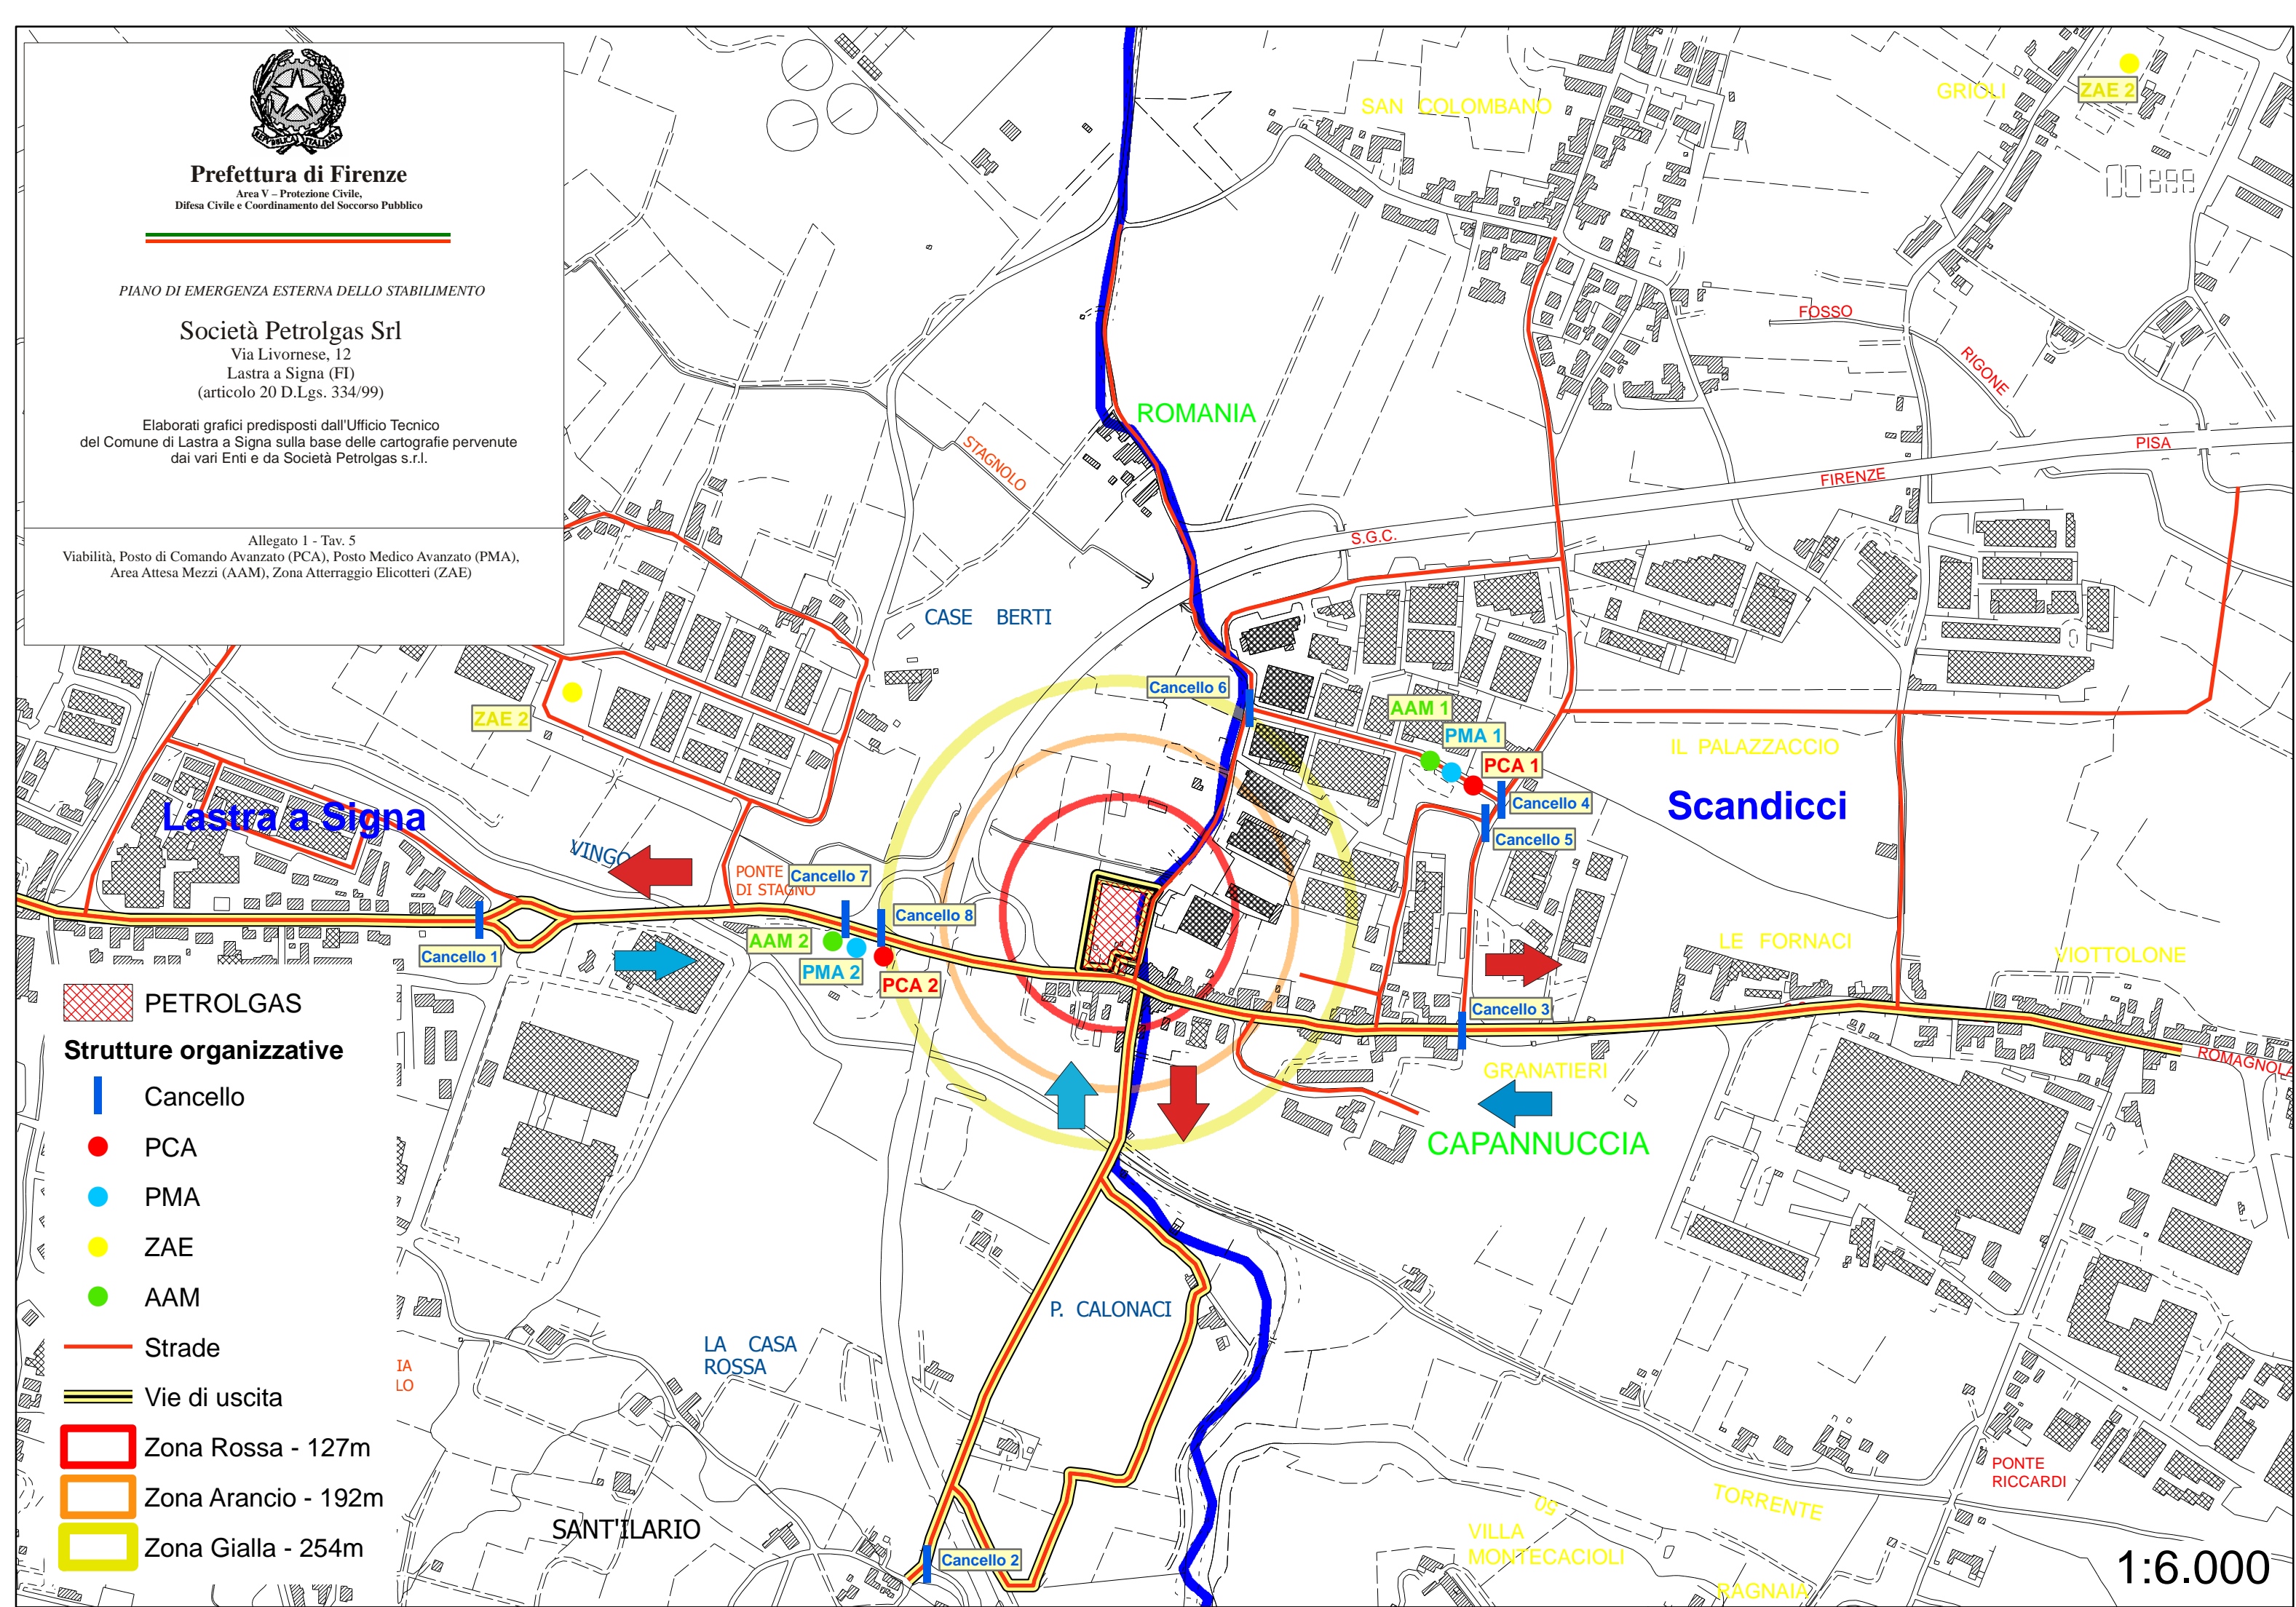 Prefettura di Firenze
Area V – Protezione Civile,
Difesa Civile e Coordinamento del Soccorso Pubblico
PIANO DI EMERGENZA ESTERNA DELLO STABILIMENTO
Società Petrolgas Srl
Via Livornese, 12
Lastra a Signa (FI)
(articolo 20 D.Lgs. 334/99)
Elaborati grafici predisposti dall'Ufficio Tecnico
del Comune di Lastra a Signa sulla base delle cartografie pervenute
dai vari Enti e da Società Petrolgas s.r.l.
Allegato 1 - Tav. 5
Viabilità, Posto di Comando Avanzato (PCA), Posto Medico Avanzato (PMA),
Area Attesa Mezzi (AAM), Zona Atterraggio Elicotteri (ZAE)
SAN COLOMBANO
GRIOLI
ZAE 2
FOSSO
RIGONE
ROMANIA
STAGNOLO
PISA
FIRENZE
S.G.C.
CASE BERTI
Cancello 6
ZAE 2
AAM 1
PMA 1
PCA 1
IL PALAZZACCIO
Cancello 4
Scandicci
Lastra a Signa
Cancello 5
VINGO
PONTE
DI STAGNO
Cancello 7
Cancello 8
AAM 2
PMA 2
PCA 2
Cancello 1
LE FORNACI
VIOTTOLONE
Cancello 3
ROMAGNOLA
GRANATIERI
CAPANNUCCIA
PETROLGAS
Strutture organizzative
Cancello
PCA
PMA
ZAE
AAM
Strade
Vie di uscita
Zona Rossa - 127m
Zona Arancio - 192m
Zona Gialla - 254m
IA
LO
P. CALONACI
LA CASA
ROSSA
SANT'ILARIO
Cancello 2
50
VILLA
MONTECACIOLI
TORRENTE
RAGNAIA
PONTE
RICCARDI
1:6.000